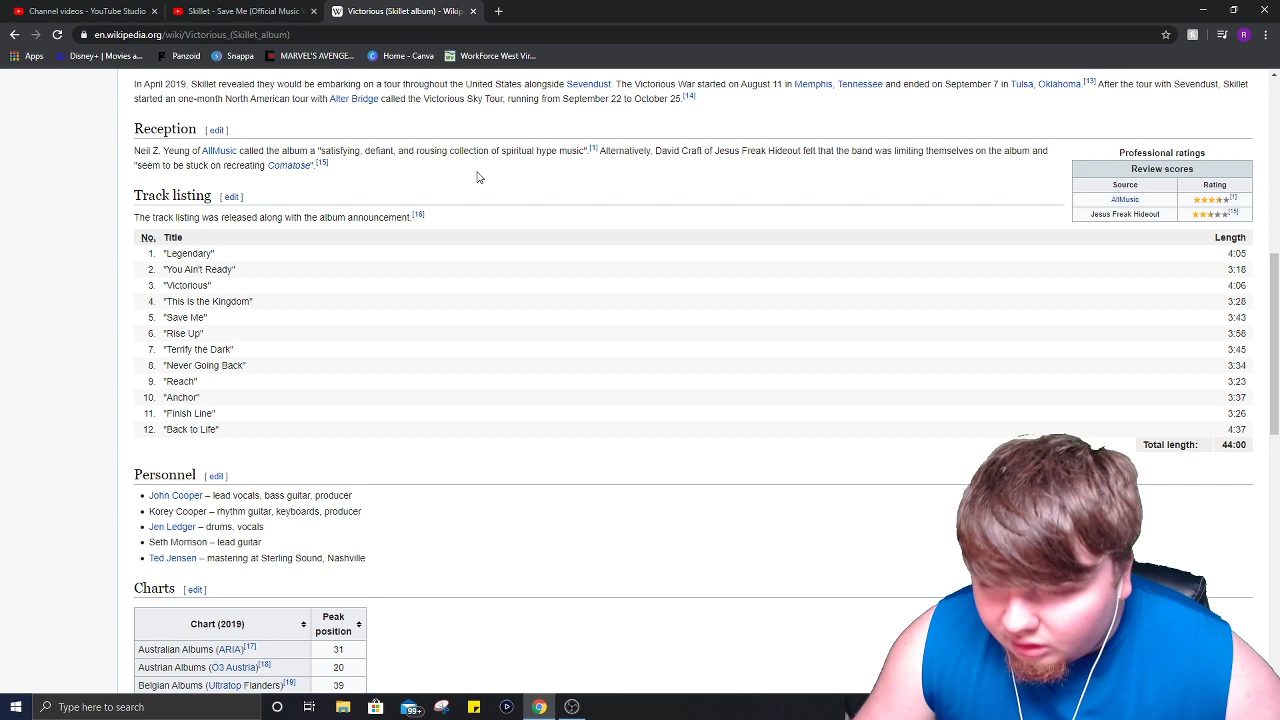 Channel videos - YouTube Studio
Skillet - Save Me (Official Music V
Victorious (Skillet album) - Wikip
en.wikipedia.org/wiki/Victorious_(Skillet_album)
R
Apps
Disney+ | Movies a...
Panzoid
Snappa
MARVEL'S AVENGE...
Home - Canva
WorkForce West Vir...
In April 2019, Skillet revealed they would be embarking on a tour throughout the United States alongside Sevendust. The Victorious War started on August 11 in Memphis, Tennessee and ended on September 7 in Tulsa, Oklahoma.[13] After the tour with Sevendust, Skillet
started an one-month North American tour with Alter Bridge called the Victorious Sky Tour, running from September 22 to October 25.[14]
Reception [ edit ]
Neil Z. Yeung of AllMusic called the album a "satisfying, defiant, and rousing collection of spiritual hype music".[1] Alternatively, David Craft of Jesus Freak Hideout felt that the band was limiting themselves on the album and
"seem to be stuck on recreating Comatose".[15]
Professional ratings
Review scores
Source Rating
AllMusic ★★★★★[1]
Jesus Freak Hideout ★★★★★[15]
Track listing [ edit ]
The track listing was released along with the album announcement.[16]
No. Title Length
1. "Legendary" 4:05
2. "You Ain't Ready" 3:18
3. "Victorious" 4:06
4. "This Is the Kingdom" 3:28
5. "Save Me" 3:43
6. "Rise Up" 3:58
7. "Terrify the Dark" 3:45
8. "Never Going Back" 3:34
9. "Reach" 3:23
10. "Anchor" 3:37
11. "Finish Line" 3:26
12. "Back to Life" 4:37
Total length: 44:00
Personnel [ edit ]
• John Cooper – lead vocals, bass guitar, producer
• Korey Cooper – rhythm guitar, keyboards, producer
• Jen Ledger – drums, vocals
• Seth Morrison – lead guitar
• Ted Jensen – mastering at Sterling Sound, Nashville
Charts [ edit ]
Chart (2019) Peak position
Australian Albums (ARIA)[17] 31
Austrian Albums (Ö3 Austria)[18] 20
Belgian Albums (Ultratop Flanders)[19] 39
Type here to search
99+